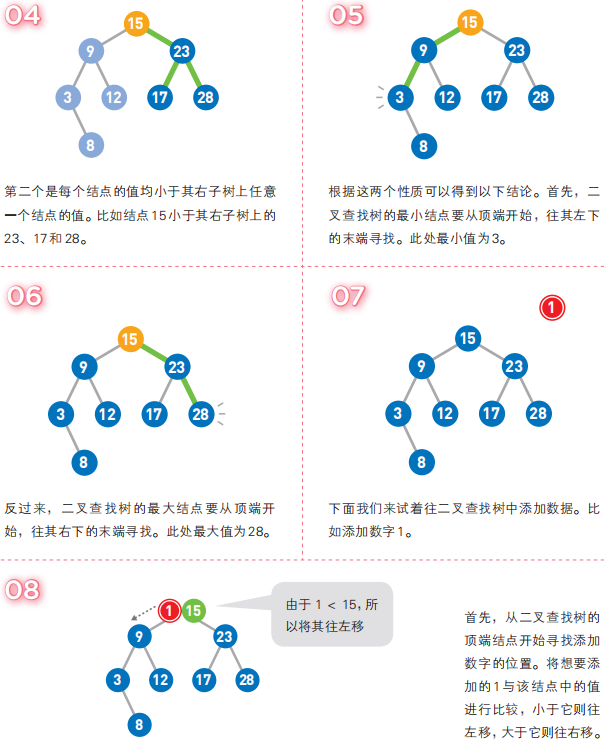 04
15
9
23
3
12
17
28
8
第二个是每个结点的值均小于其右子树上任意
一个结点的值。比如结点15小于其右子树上的
23、17和28。
05
15
9
23
3
12
17
28
8
根据这两个性质可以得到以下结论。首先，二
叉查找树的最小结点要从顶端开始，往其左下
的末端寻找。此处最小值为3。
06
15
9
23
3
12
17
28
8
反过来，二叉查找树的最大结点要从顶端开
始，往其右下的末端寻找。此处最大值为28。
07
1
15
9
23
3
12
17
28
8
下面我们来试着往二叉查找树中添加数据。比
如添加数字1。
08
1
15
9
23
3
12
17
28
8
由于 1 < 15，所
以将其往左移
首先，从二叉查找树的
顶端结点开始寻找添加
数字的位置。将想要添
加的1与该结点中的值
进行比较，小于它则往
左移，大于它则往右移。